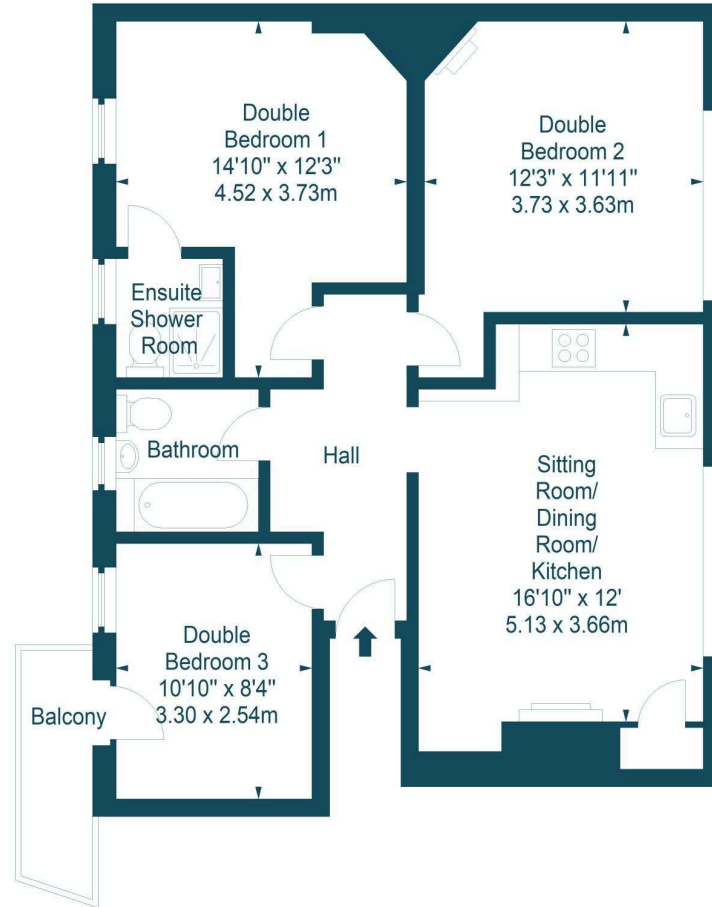 Double
Bedroom 1
14'10" x 12'3"
4.52 x 3.73m
Double
Bedroom 2
12'3" x 11'11"
3.73 x 3.63m
Ensuite
Shower
Room
Bathroom
Hall
Sitting
Room/
Dining
Room/
Kitchen
16'10" x 12'
5.13 x 3.66m
Double
Bedroom 3
10'10" x 8'4"
3.30 x 2.54m
Balcony